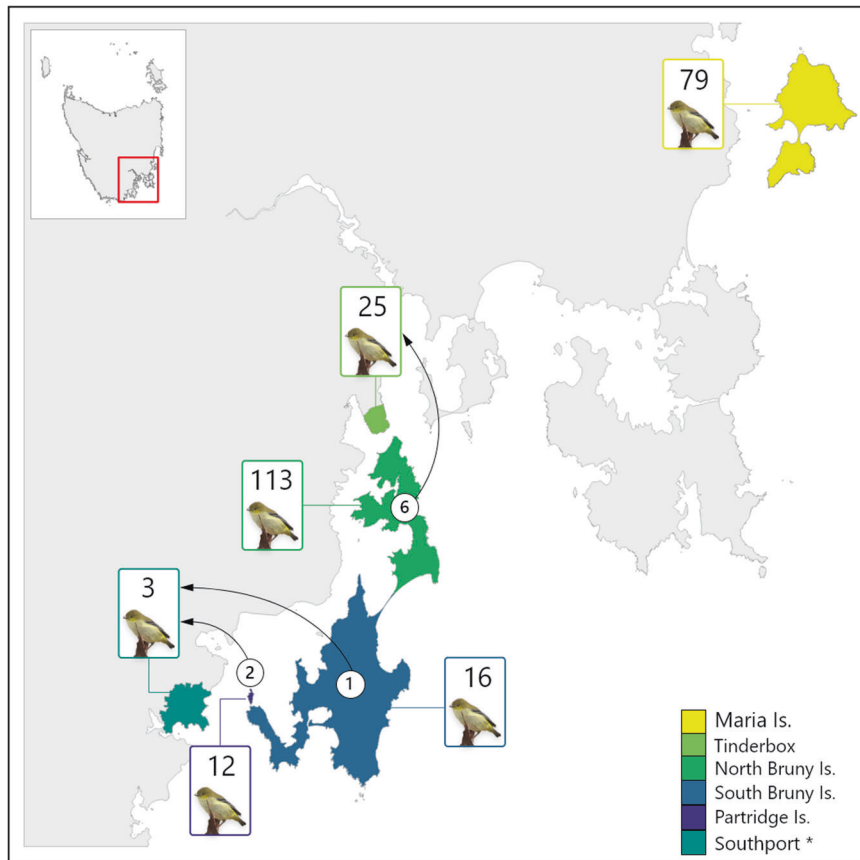 79
25
113
6
3
2
1
16
12
Maria Is.
Tinderbox
North Bruny Is.
South Bruny Is.
Partridge Is.
Southport *